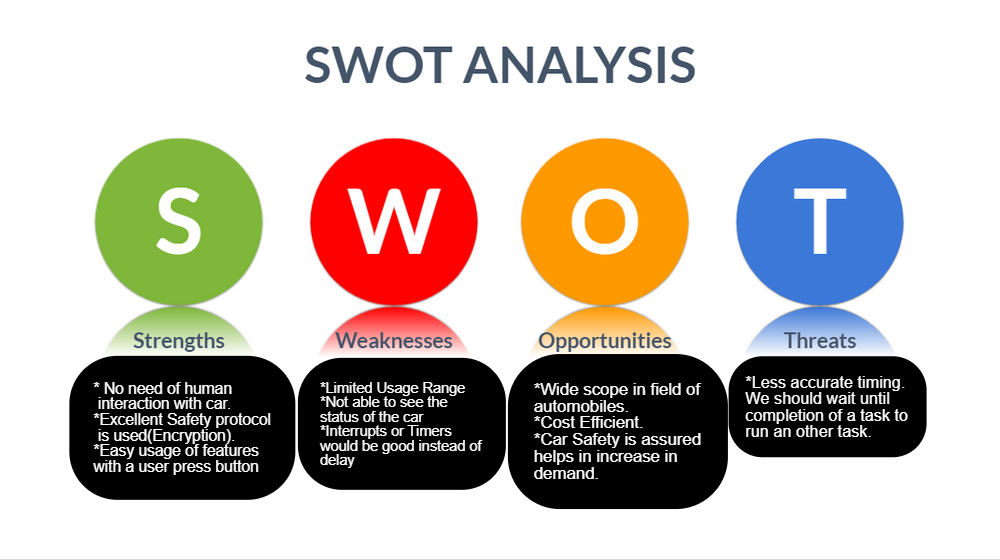 SWOT ANALYSIS
S
W
O
T
Strengths
* No need of human
interaction with car.
*Excellent Safety protocol
is used(Encryption).
*Easy usage of features
with a user press button
Weaknesses
*Limited Usage Range
*Not able to see the
status of the car
*Interrupts or Timers
would be good instead of
delay
Opportunities
*Wide scope in field of
automobiles.
*Cost Efficient.
*Car Safety is assured
helps in increase in
demand.
Threats
*Less accurate timing.
We should wait until
completion of a task to
run an other task.